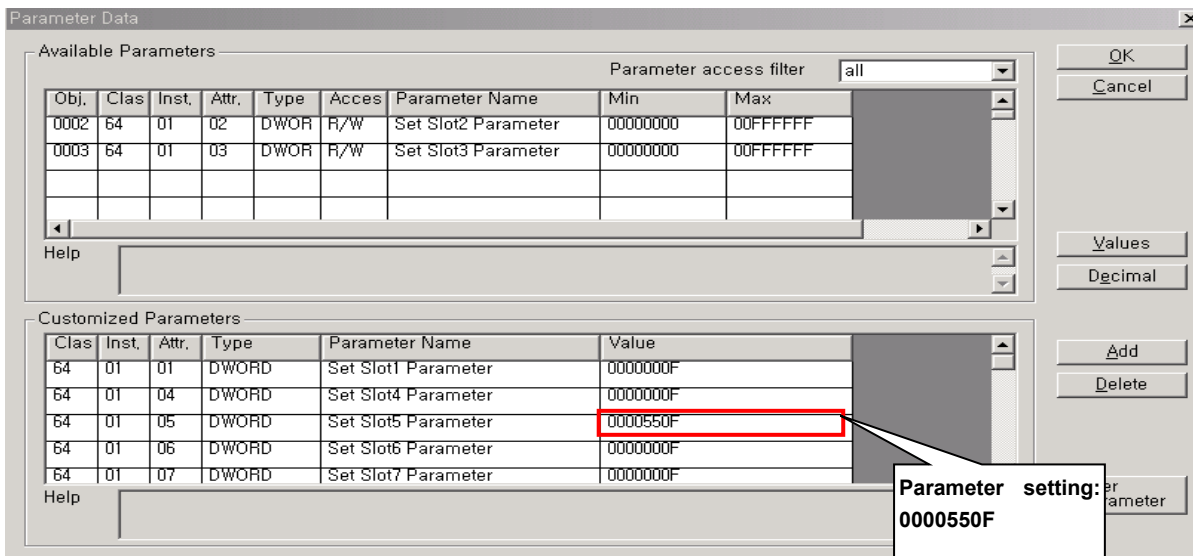 Parameter Data
Available Parameters
Parameter access filter all
Obj. Clas Inst. Attr. Type Acces Parameter Name Min Max
0002 64 01 02 DWOR R/W Set Slot2 Parameter 00000000 00FFFFFF
0003 64 01 03 DWOR R/W Set Slot3 Parameter 00000000 00FFFFFF
Help
OK
Cancel
Values
Decimal
Customized Parameters
Clas Inst. Attr. Type Parameter Name Value
64 01 01 DWORD Set Slot1 Parameter 0000000F
64 01 04 DWORD Set Slot4 Parameter 0000000F
64 01 05 DWORD Set Slot5 Parameter 0000550F
64 01 06 DWORD Set Slot6 Parameter 0000000F
64 01 07 DWORD Set Slot7 Parameter 0000000F
Help
Add
Delete
Parameter setting:
0000550F